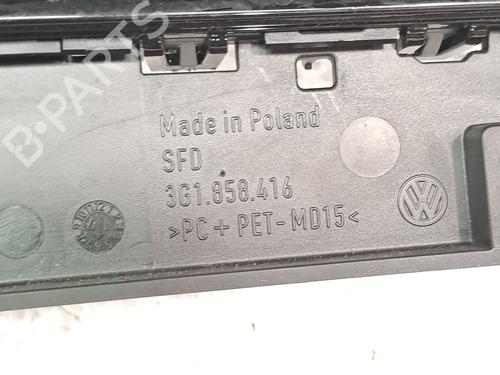 B-PARTS
Made in Poland
SFD
3G1.858.416
>PC+PET-MD15<